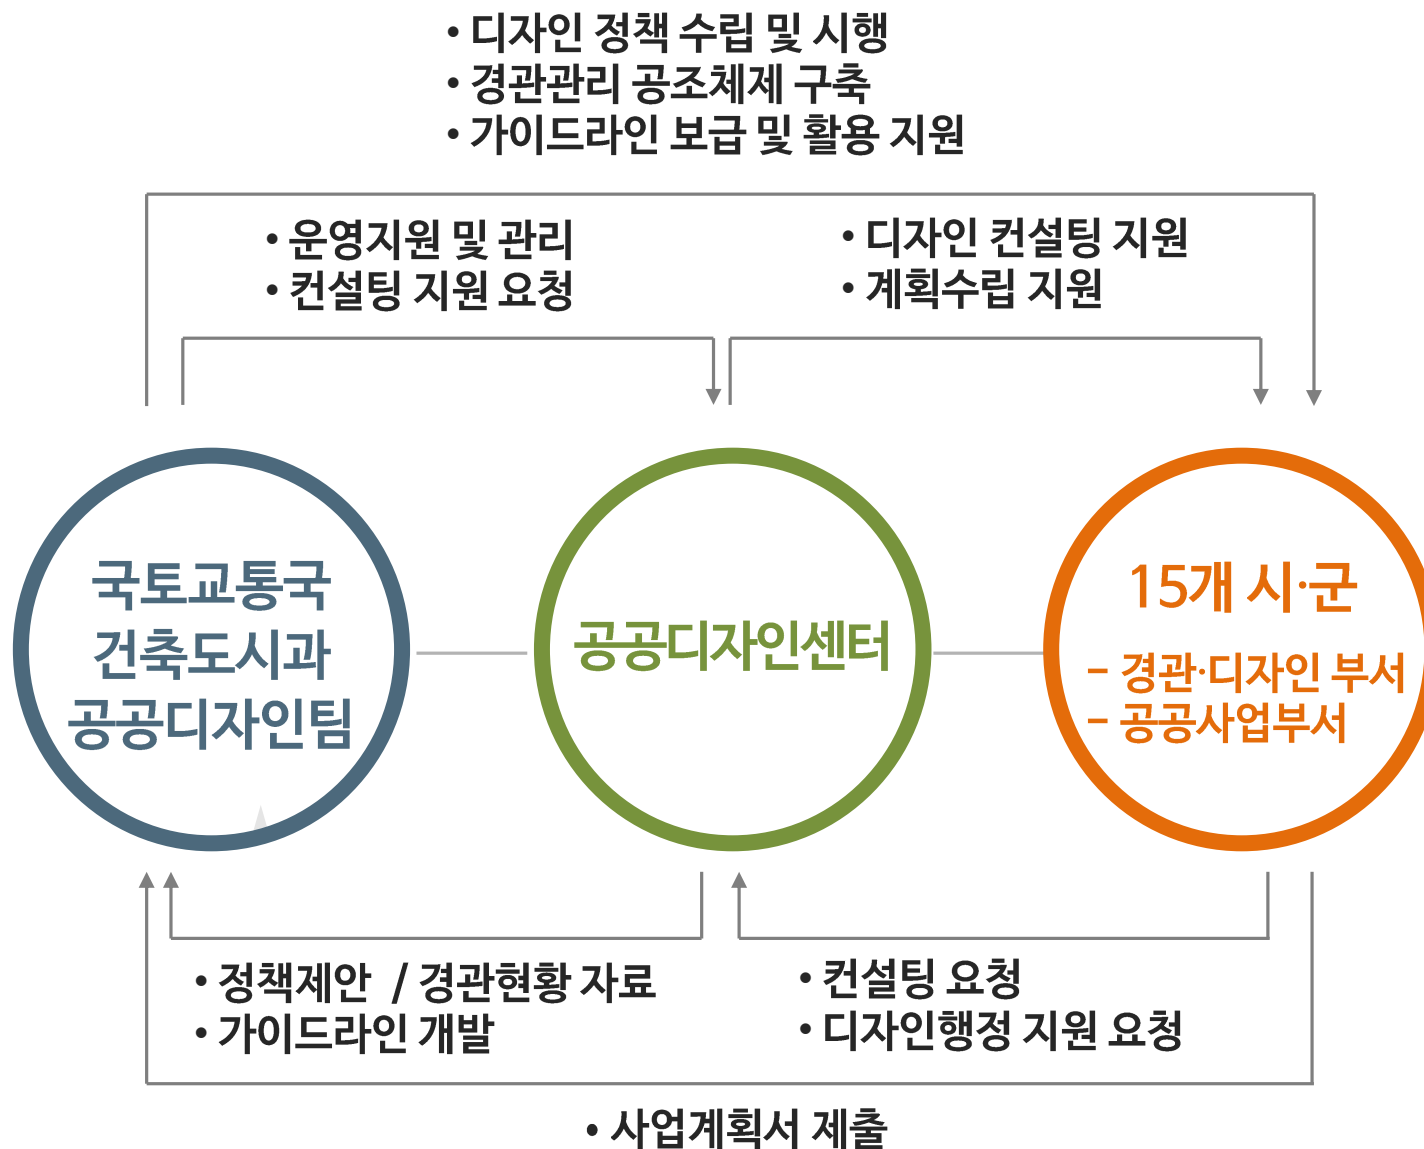 • 디자인 정책 수립 및 시행
• 경관관리 공조체제 구축
• 가이드라인 보급 및 활용 지원
• 운영지원 및 관리
• 컨설팅 지원 요청
• 디자인 컨설팅 지원
• 계획수립 지원
국토교통국
건축도시과
공공디자인팀
공공디자인센터
15개 시·군
- 경관·디자인 부서
- 공공사업부서
• 정책제안 / 경관현황 자료
• 가이드라인 개발
• 컨설팅 요청
• 디자인행정 지원 요청
• 사업계획서 제출